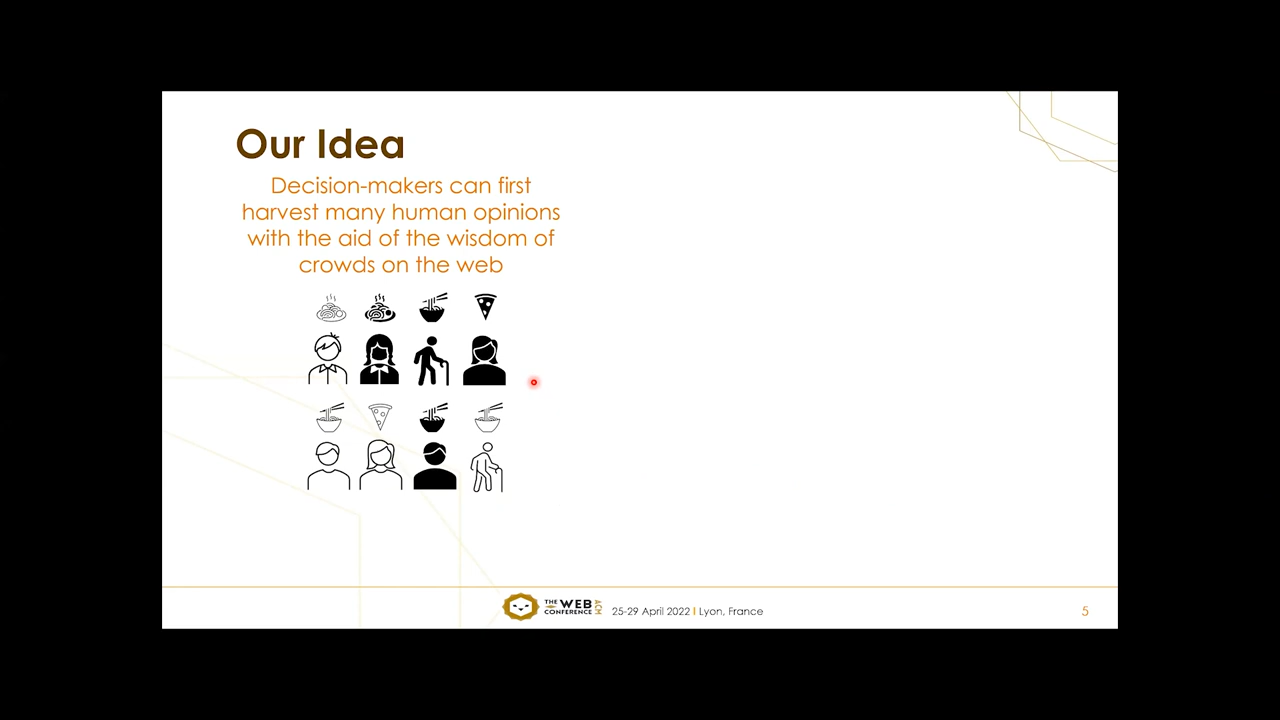 Our Idea
Decision-makers can first
harvest many human opinions
with the aid of the wisdom of
crowds on the web
THE WEB
CONFERENCE
ACM
25-29 April 2022 I Lyon, France
5